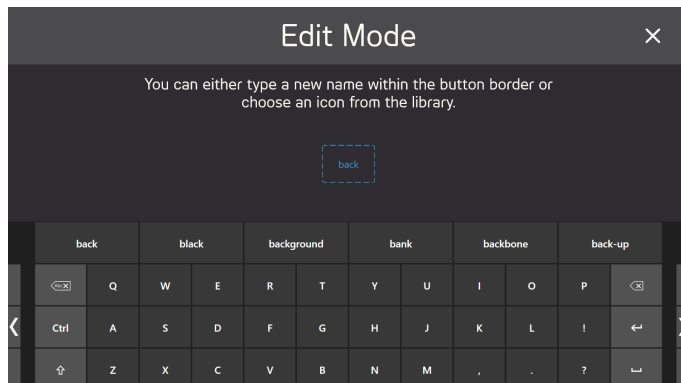 Edit Mode
You can either type a new name within the button border or
choose an icon from the library.
back
back black background bank backbone back-up
Q W E R T Y U I O P
Ctrl A S D F G H J K L !
Z X C V B N M , . ?